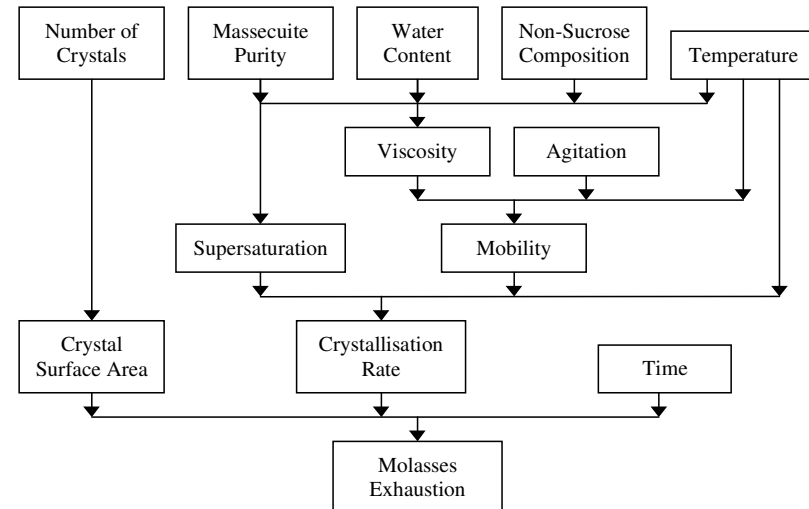 Number of
Crystals
Massecuite
Purity
Water
Content
Non-Sucrose
Composition
Temperature
Viscosity
Agitation
Supersaturation
Mobility
Crystal
Surface Area
Crystallisation
Rate
Time
Molasses
Exhaustion